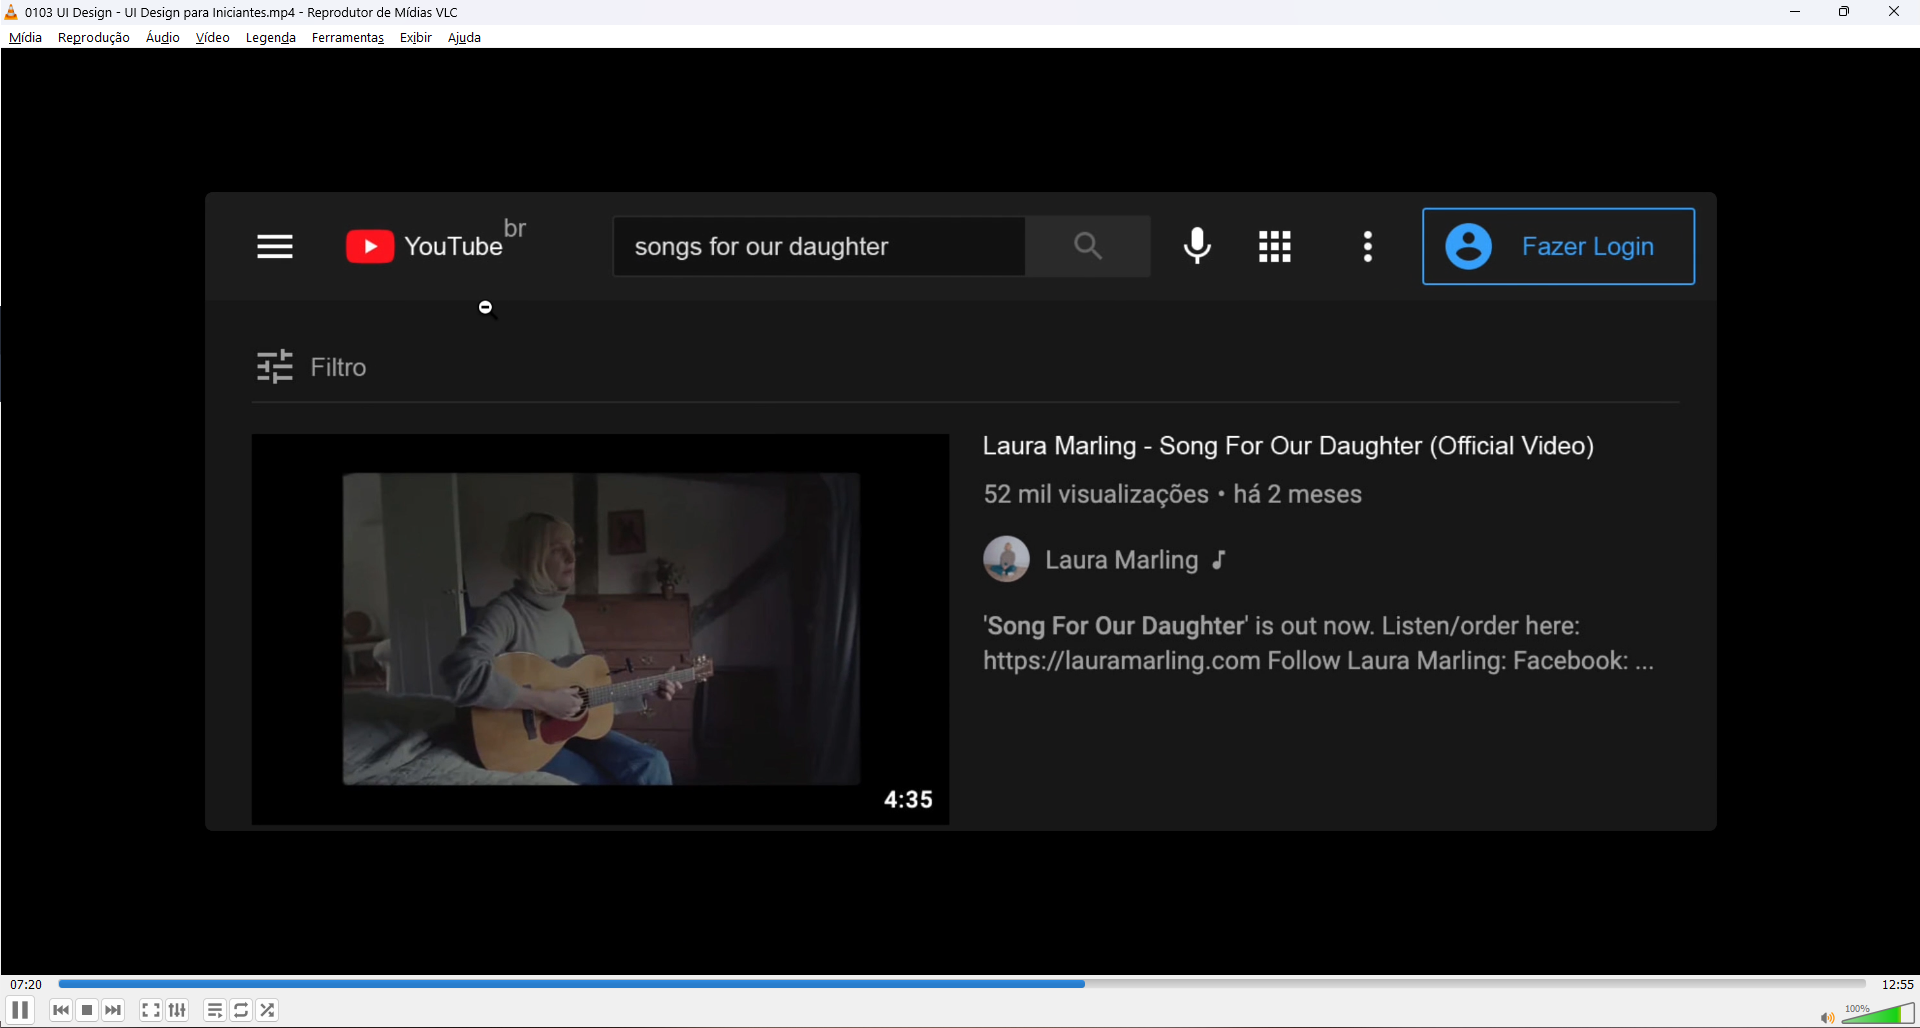 0103 UI Design - UI Design para Iniciantes.mp4 - Reprodutor de Mídias VLC
Mídia Reprodução Áudio Vídeo Legenda Ferramentas Exibir Ajuda
YouTube br
songs for our daughter
Fazer Login
Filtro
Laura Marling - Song For Our Daughter (Official Video)
52 mil visualizações • há 2 meses
Laura Marling
'Song For Our Daughter' is out now. Listen/order here:
https://lauramarling.com Follow Laura Marling: Facebook: ...
4:35
07:20
12:55
100%